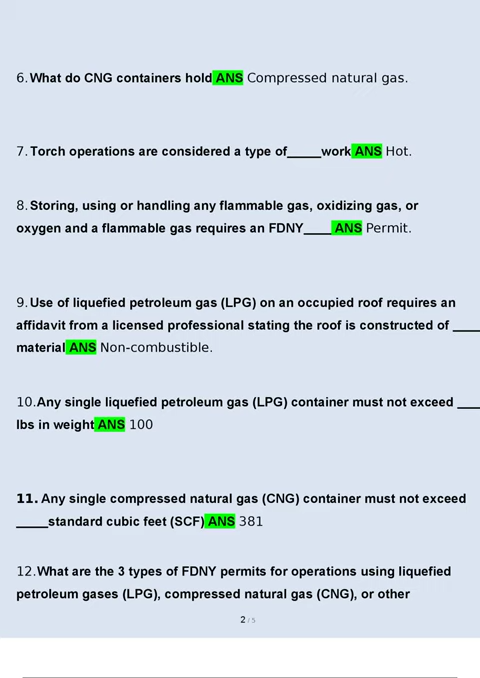 6. What do CNG containers hold ANS Compressed natural gas.
7. Torch operations are considered a type of_____work ANS Hot.
8. Storing, using or handling any flammable gas, oxidizing gas, or
oxygen and a flammable gas requires an FDNY____ ANS Permit.
9. Use of liquefied petroleum gas (LPG) on an occupied roof requires an
affidavit from a licensed professional stating the roof is constructed of ____
material ANS Non-combustible.
10.Any single liquefied petroleum gas (LPG) container must not exceed ____
lbs in weight ANS 100
11. Any single compressed natural gas (CNG) container must not exceed
_____standard cubic feet (SCF) ANS 381
12.What are the 3 types of FDNY permits for operations using liquefied
petroleum gases (LPG), compressed natural gas (CNG), or other
2 / 5